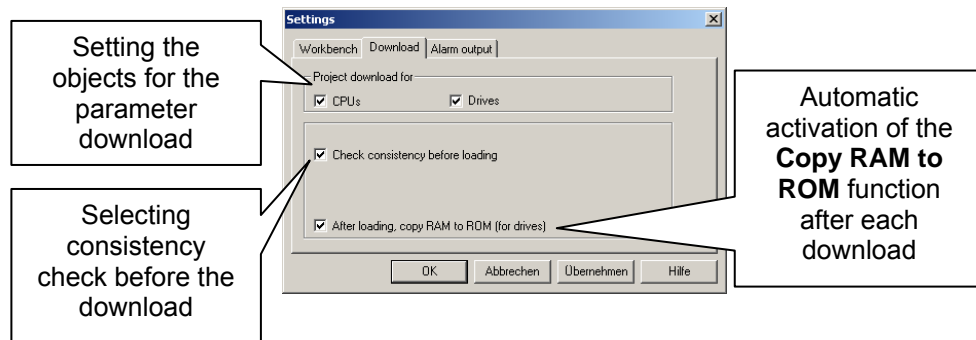 Setting the
objects for the
parameter
download
Selecting
consistency
check before the
download
Settings
Workbench
Download
Alarm output
Project download for
CPUs
Drives
Check consistency before loading
After loading, copy RAM to ROM (for drives)
OK
Abbrechen
Übernehmen
Hilfe
Automatic
activation of the
Copy RAM to
ROM function
after each
download